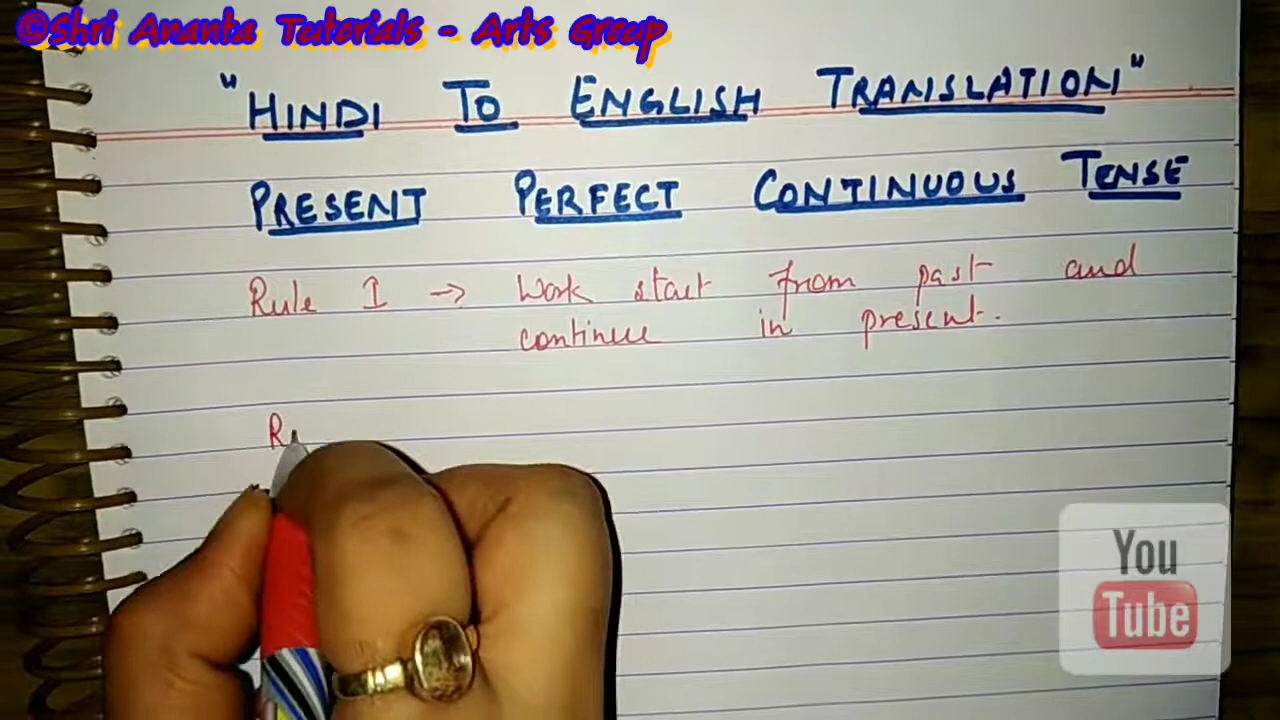 ©Shri Ananta Tutorials - Arts Group
"HINDI TO ENGLISH TRANSLATION"
PRESENT PERFECT CONTINUOUS TENSE
Rule 1 → Work start from past and
continue in present.
R
You
Tube